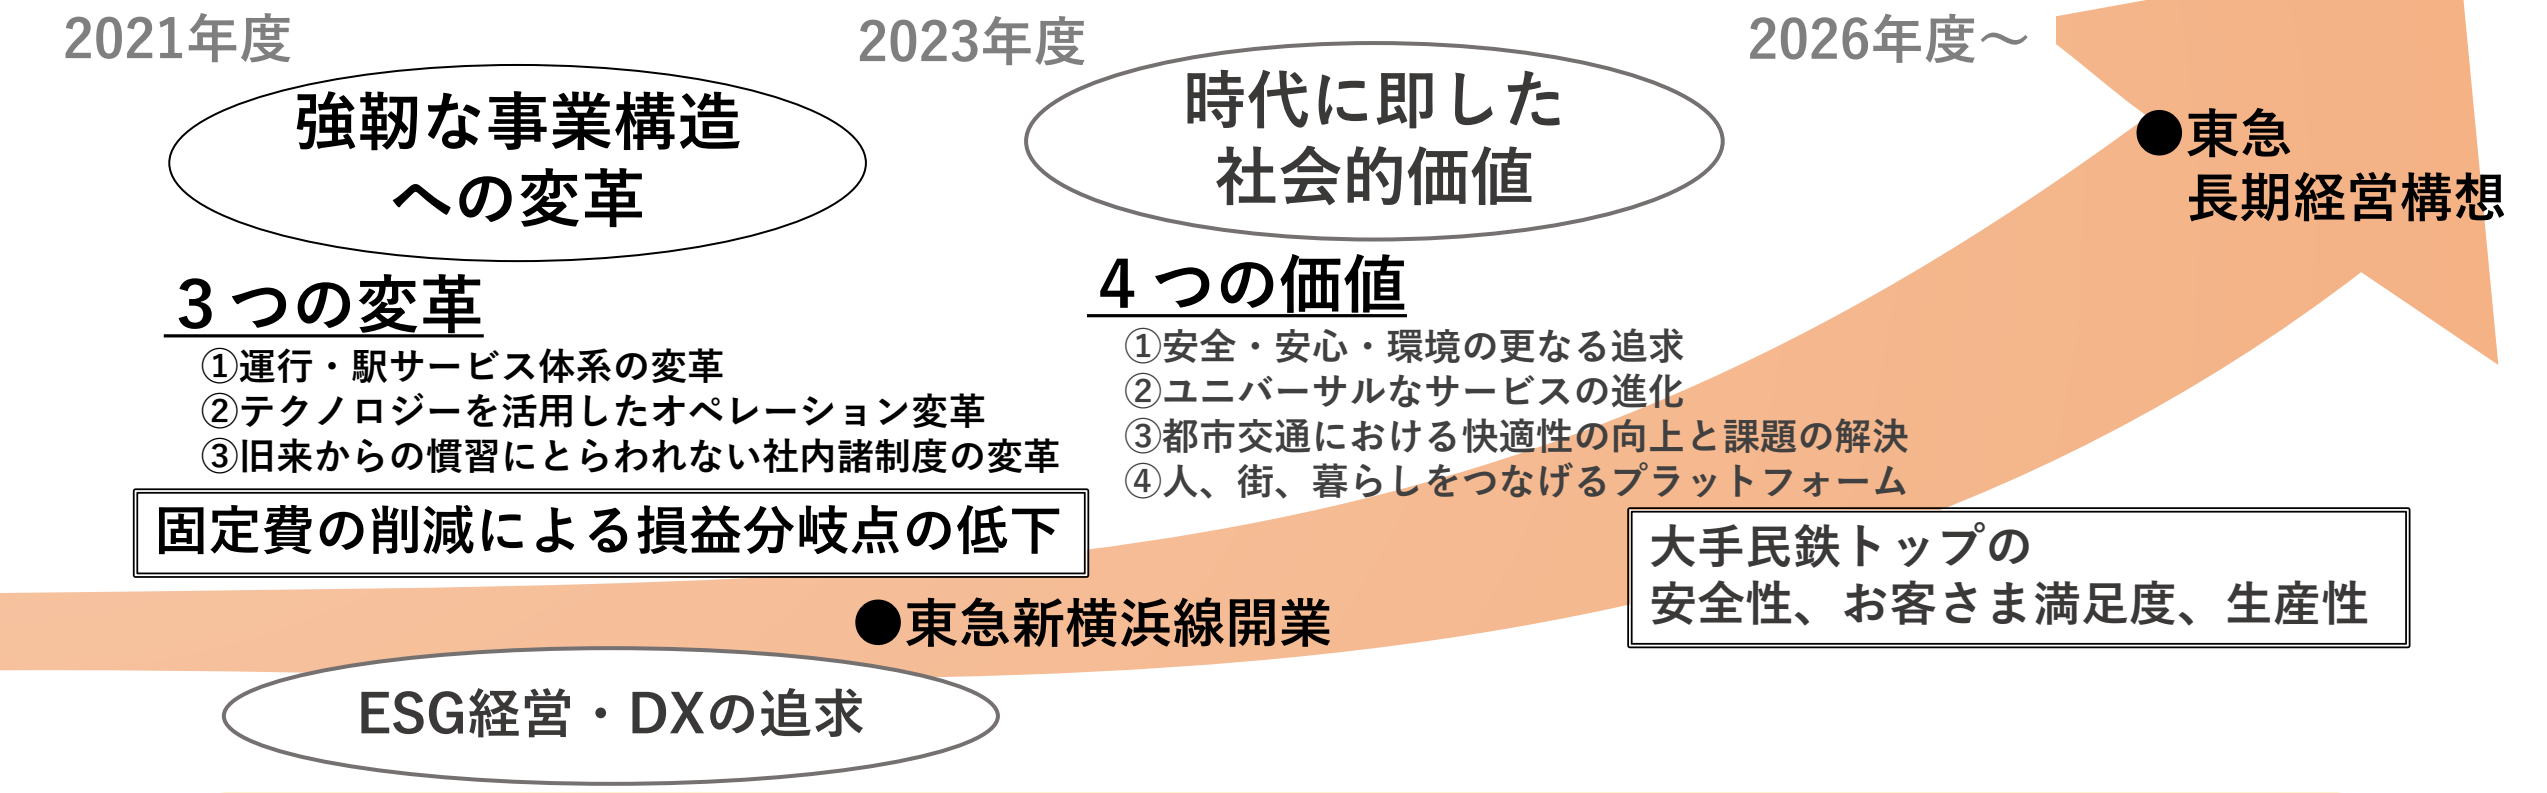 2021年度
2023年度
2026年度～
強靭な事業構造
への変革
時代に即した
社会的価値
●東急
長期経営構想
３つの変革
①運行・駅サービス体系の変革
②テクノロジーを活用したオペレーション変革
③旧来からの慣習にとらわれない社内諸制度の変革
固定費の削減による損益分岐点の低下
４つの価値
①安全・安心・環境の更なる追求
②ユニバーサルなサービスの進化
③都市交通における快適性の向上と課題の解決
④人、街、暮らしをつなげるプラットフォーム
大手民鉄トップの
安全性、お客さま満足度、生産性
●東急新横浜線開業
ESG経営・DXの追求